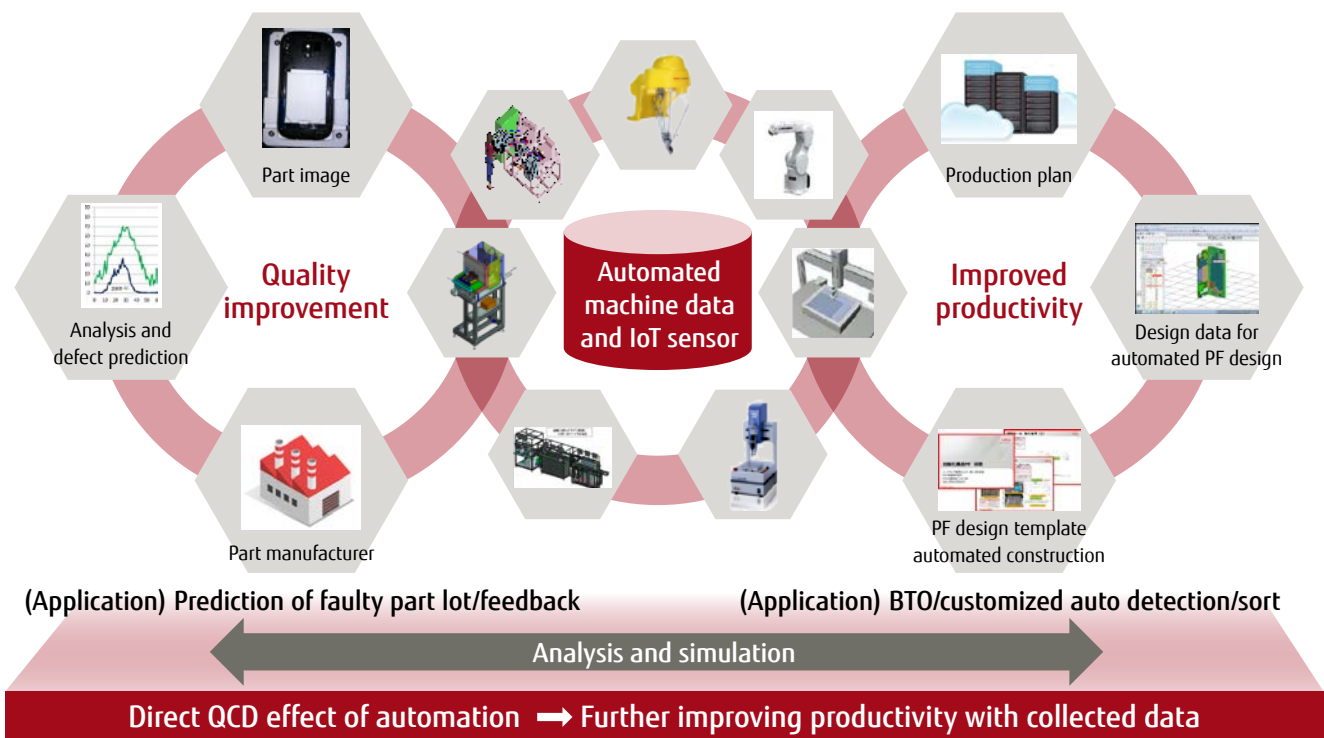 Part image
Production plan
Quality
improvement
Automated
machine data
and IoT sensor
Improved
productivity
Analysis and
defect prediction
Design data for
automated PF design
Part manufacturer
PF design template
automated construction
(Application) Prediction of faulty part lot/feedback
(Application) BTO/customized auto detection/sort
Analysis and simulation
Direct QCD effect of automation ➡ Further improving productivity with collected data